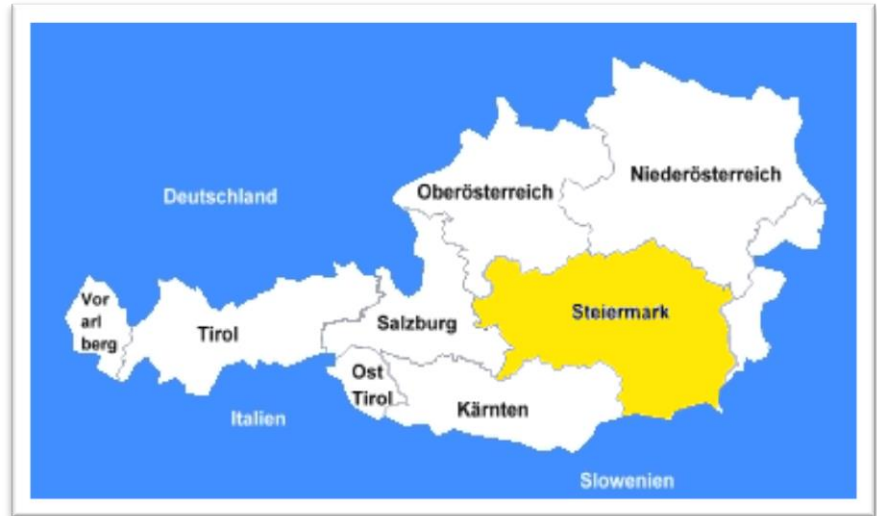 Niederösterreich
Oberösterreich
Deutschland
Vor
arl
berg
Tirol
Salzburg
Steiermark
Ost
Tirol
Kärnten
Italien
Slowenien